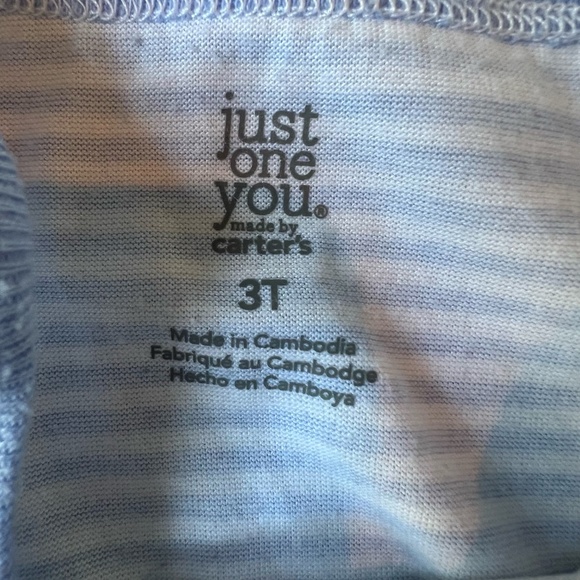 just
one
you®
made by
carter's
3T
Made in Cambodia
Fabriqué au Cambodge
Hecho en Camboya